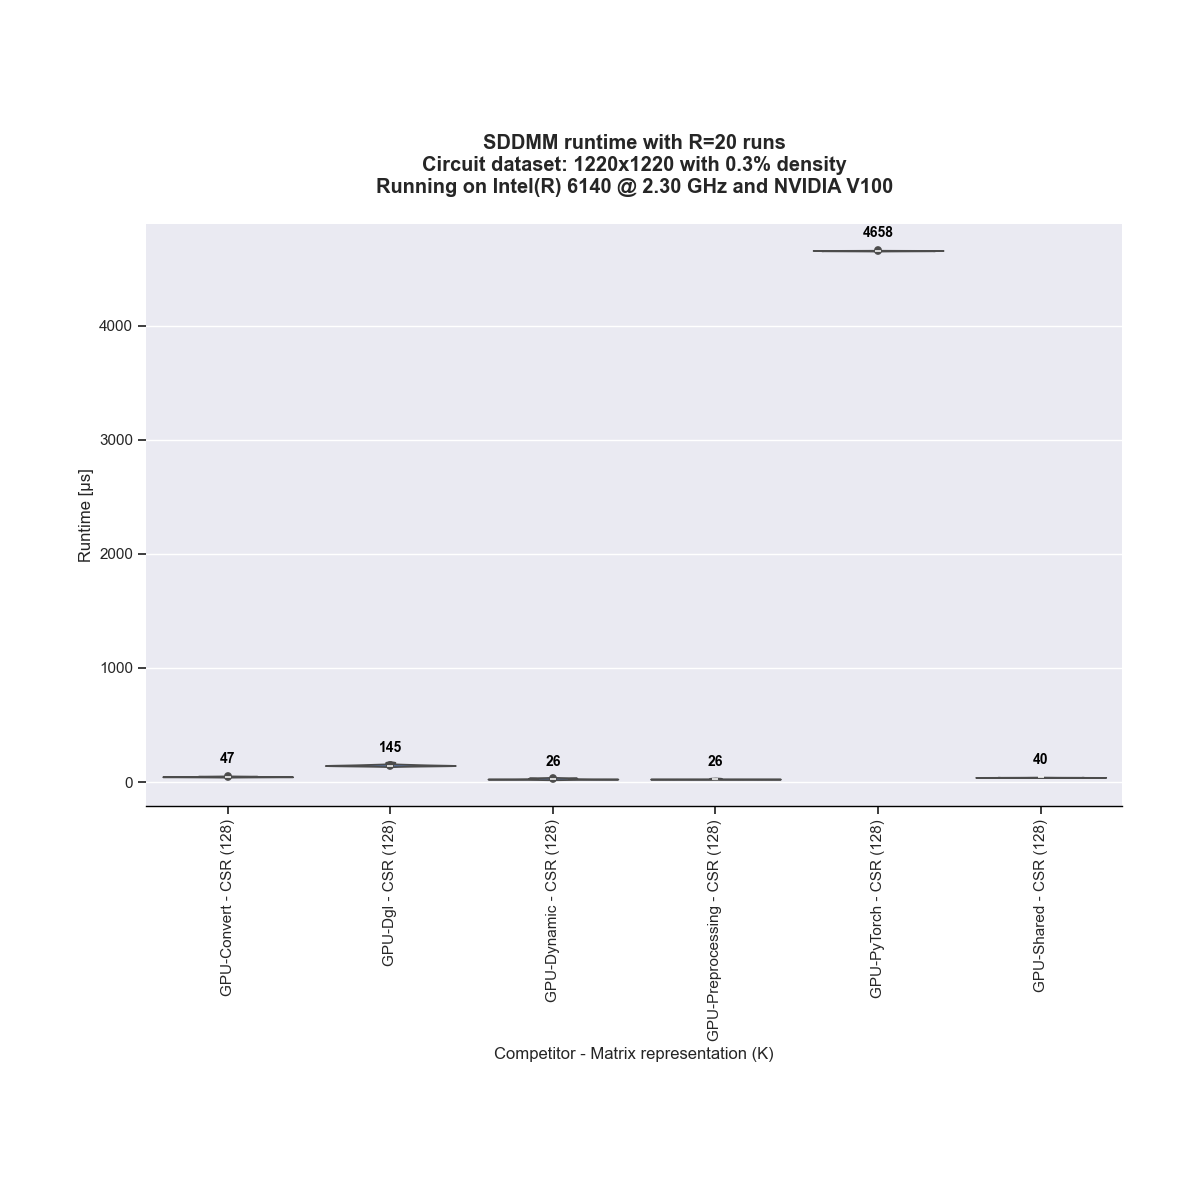 SDDMM runtime with R=20 runs
Circuit dataset: 1220x1220 with 0.3% density
Running on Intel(R) 6140 @ 2.30 GHz and NVIDIA V100
Runtime [µs]
4000
3000
2000
1000
0
47
145
26
26
4658
40
GPU-Convert - CSR (128)
GPU-Dgl - CSR (128)
GPU-Dynamic - CSR (128)
GPU-Preprocessing - CSR (128)
GPU-PyTorch - CSR (128)
GPU-Shared - CSR (128)
Competitor - Matrix representation (K)